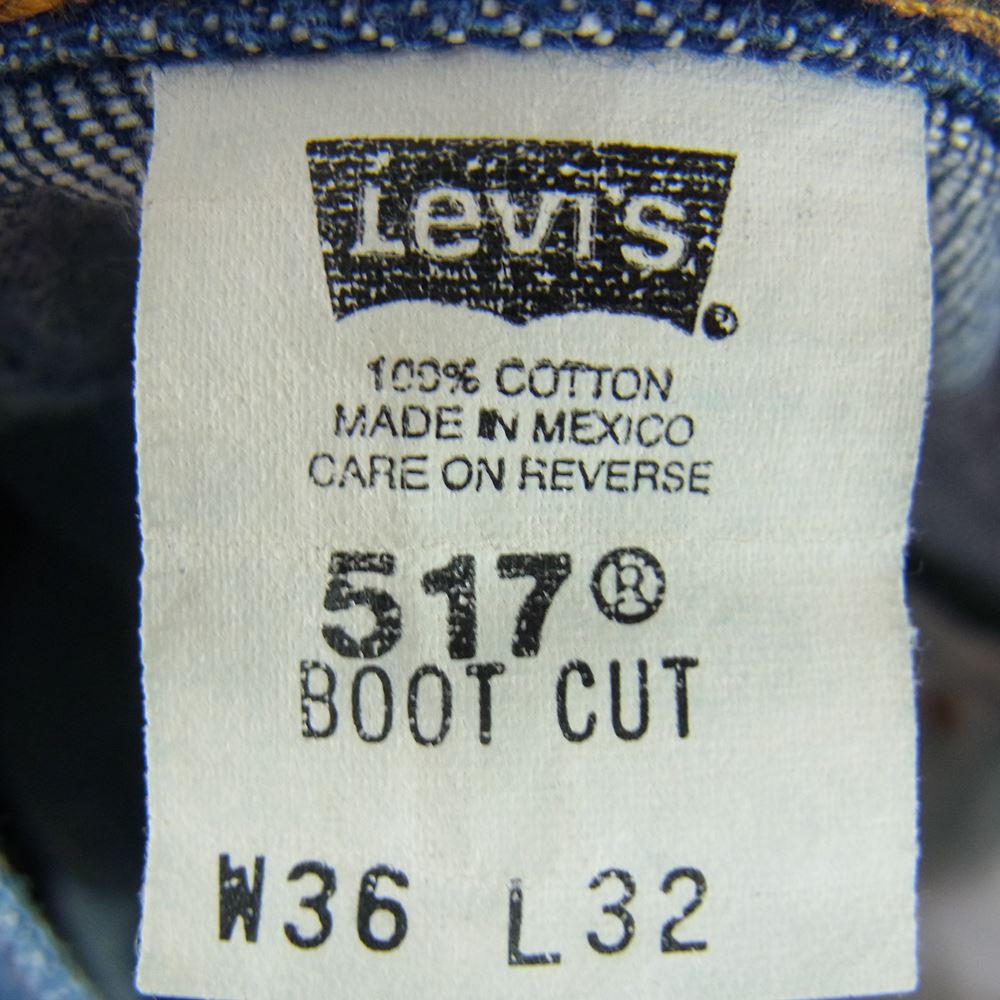 Levi's ®
100% COTTON
MADE IN MEXICO
CARE ON REVERSE
517®
BOOT CUT
W36 L32